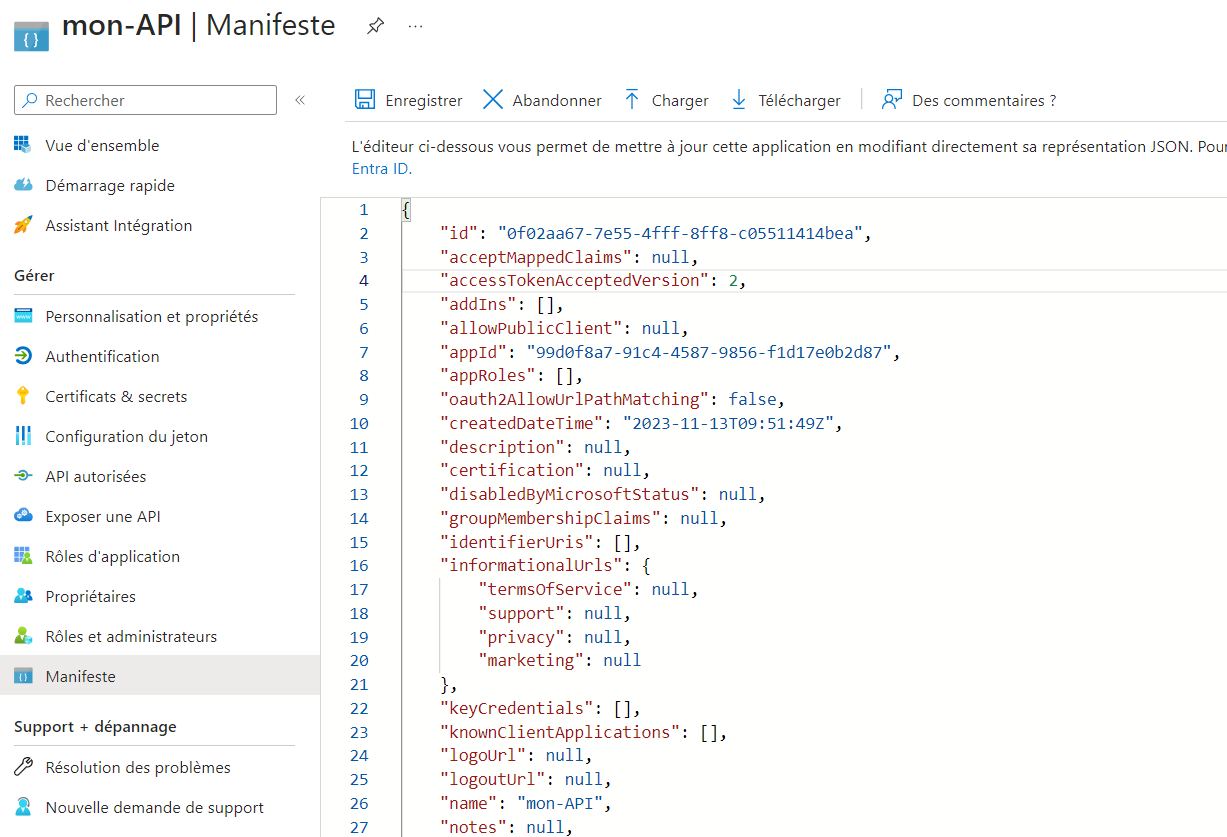 mon-API | Manifeste
{ }
Rechercher
«
Vue d'ensemble
Démarrage rapide
Assistant Intégration
Gérer
Personnalisation et propriétés
Authentification
Certificats & secrets
Configuration du jeton
API autorisées
Exposer une API
Rôles d'application
Propriétaires
Rôles et administrateurs
Manifeste
Support + dépannage
Résolution des problèmes
Nouvelle demande de support
Enregistrer Abandonner Charger Télécharger Des commentaires ?
L'éditeur ci-dessous vous permet de mettre à jour cette application en modifiant directement sa représentation JSON. Pour
Entra ID.
1 {
2 "id": "0f02aa67-7e55-4fff-8ff8-c05511414bea",
3 "acceptMappedClaims": null,
4 "accessTokenAcceptedVersion": 2,
5 "addIns": [],
6 "allowPublicClient": null,
7 "appId": "99d0f8a7-91c4-4587-9856-f1d17e0b2d87",
8 "appRoles": [],
9 "oauth2AllowUrlPathMatching": false,
10 "createdDateTime": "2023-11-13T09:51:49Z",
11 "description": null,
12 "certification": null,
13 "disabledByMicrosoftStatus": null,
14 "groupMembershipClaims": null,
15 "identifierUris": [],
16 "informationalUrls": {
17 "termsOfService": null,
18 "support": null,
19 "privacy": null,
20 "marketing": null
21 },
22 "keyCredentials": [],
23 "knownClientApplications": [],
24 "logoUrl": null,
25 "logoutUrl": null,
26 "name": "mon-API",
27 "notes": null,